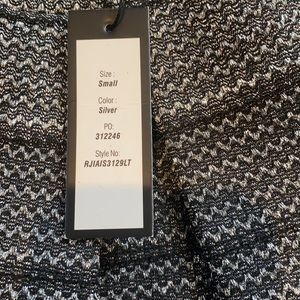 Size :
Small
Color :
Silver
PO:
312246
Style No:
RJIAIS3129LT